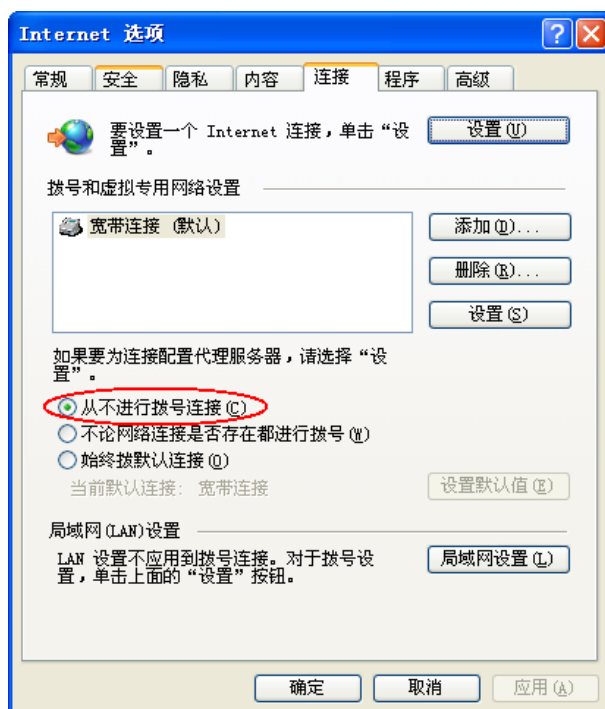 Internet 选项
常规 安全 隐私 内容 连接 程序 高级
要设置一个 Internet 连接，单击“设
置”。
设置(U)
拨号和虚拟专用网络设置
宽带连接 (默认)
添加(D)...
删除(R)...
设置(S)
如果要为连接配置代理服务器，请选择“设
置”。
从不进行拨号连接(C)
不论网络连接是否存在都进行拨号(W)
始终拨默认连接(O)
当前默认连接： 宽带连接
设置默认值(E)
局域网(LAN)设置
LAN 设置不应用到拨号连接。对于拨号设
置，单击上面的“设置”按钮。
局域网设置(L)
确定 取消 应用(A)